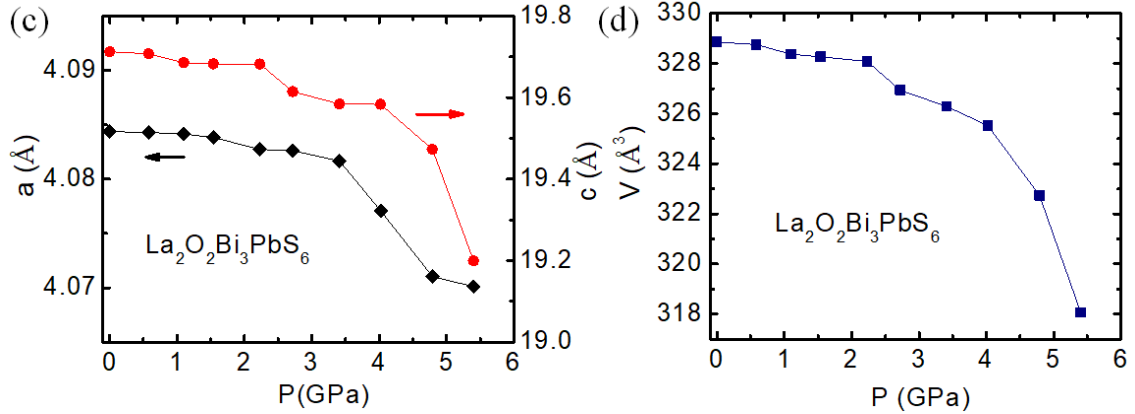 (c)
4.09
4.08
4.07
a (Å)
19.8
19.6
19.4
19.2
19.0
c (Å)
La₂O₂Bi₃PbS₆
0 1 2 3 4 5 6
P(GPa)
(d)
330
328
326
324
322
320
318
V (Å³)
La₂O₂Bi₃PbS₆
0 1 2 3 4 5 6
P (GPa)